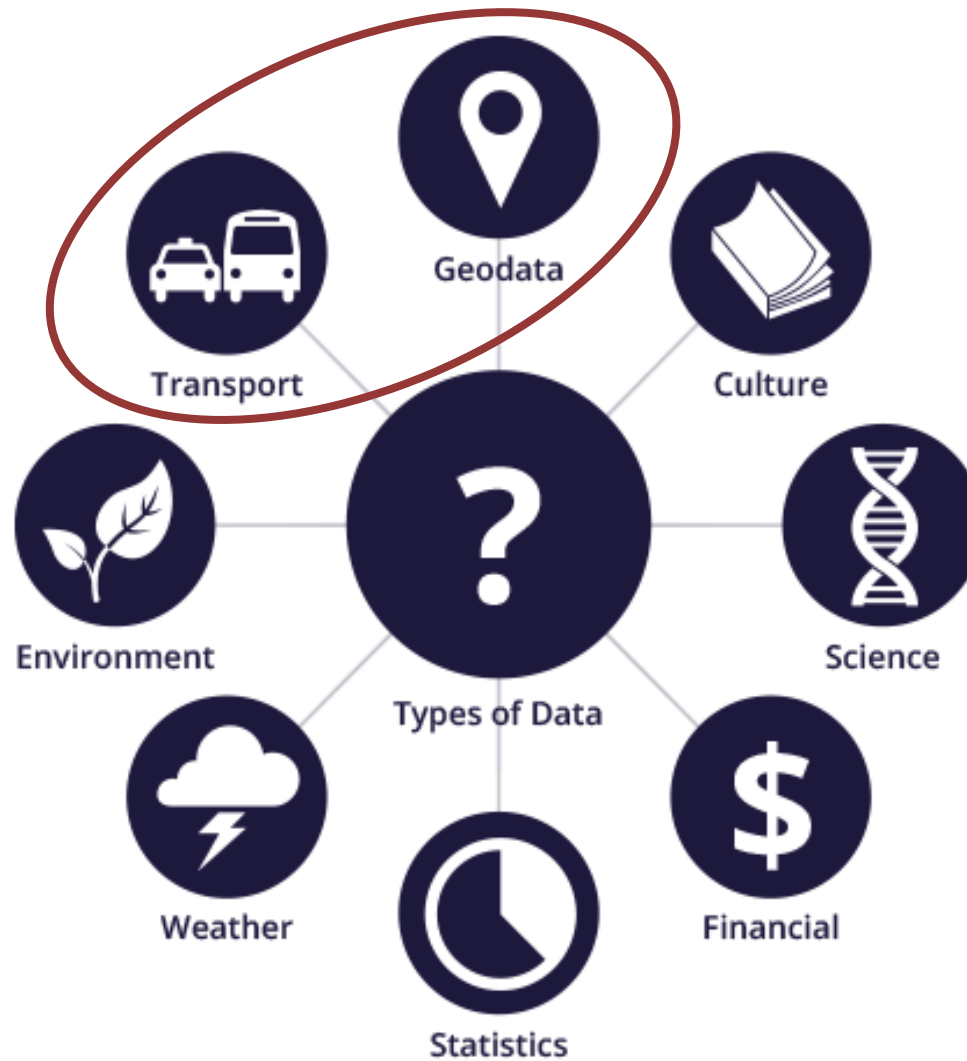 Geodata
Transport
Culture
?
Environment
Science
Types of Data
$
Weather
Financial
Statistics